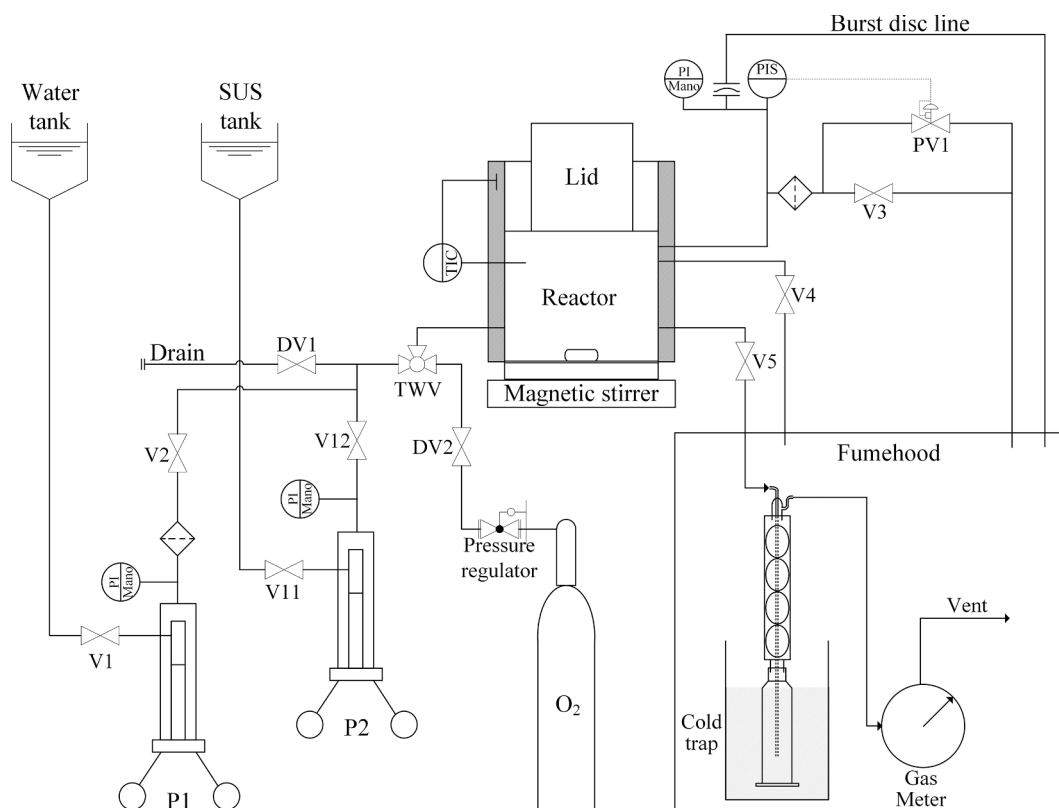 Burst disc line
Water
tank
SUS
tank
PI
Mano
PIS
PV1
Lid
V3
TIC
Reactor
V4
Drain
DV1
TWV
V5
Magnetic stirrer
V2
V12
DV2
Fumehood
PI
Mano
Pressure
regulator
PI
Mano
V11
V1
Vent
O₂
P2
Cold
trap
Gas
Meter
P1